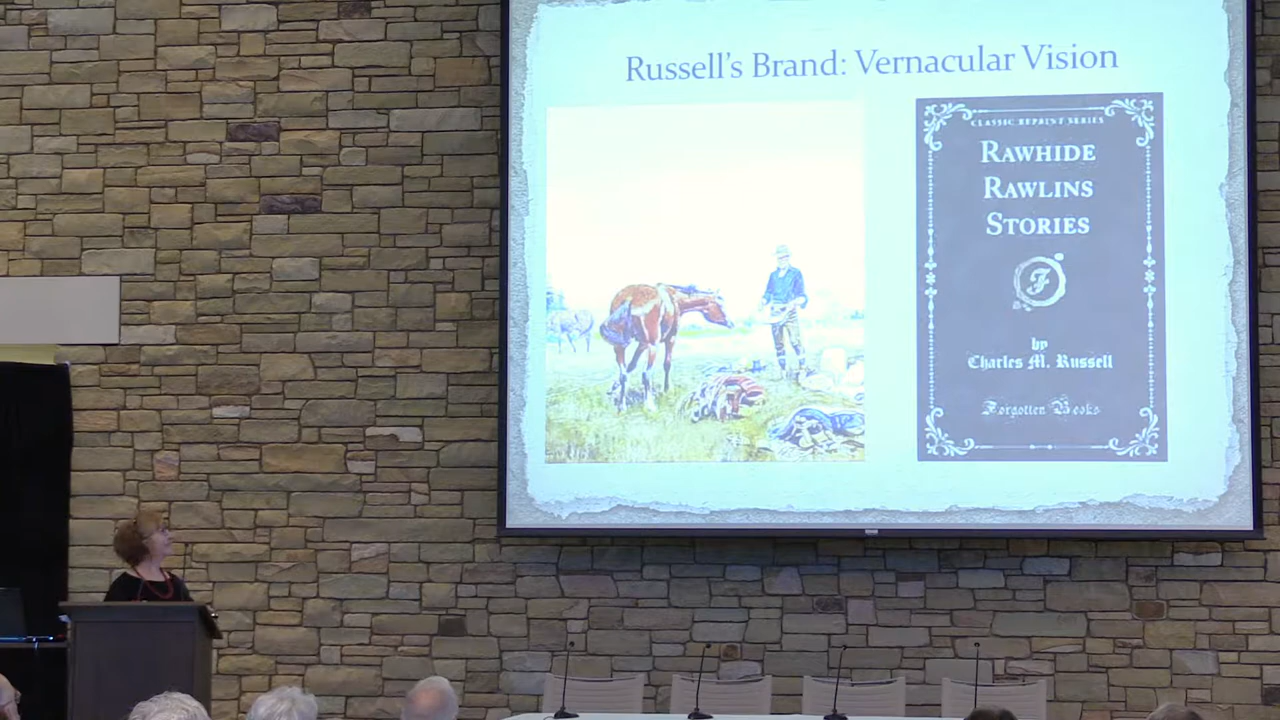 Russell's Brand: Vernacular Vision
CLASSIC REPRINT SERIES
RAWHIDE
RAWLINS
STORIES
F
by
Charles M. Russell
Forgotten Books